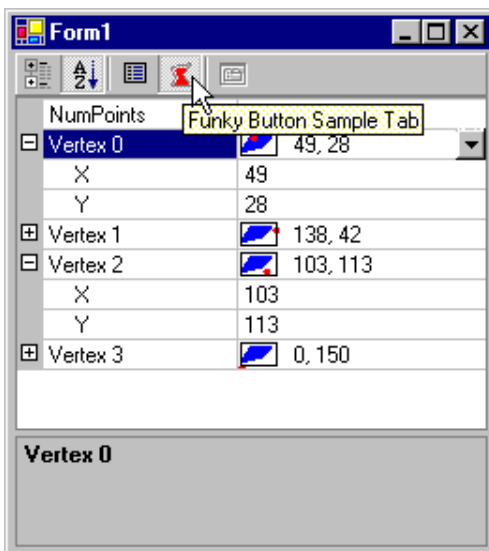 Form1
NumPoints
Funky Button Sample Tab
Vertex 0 49, 28
X 49
Y 28
Vertex 1 138, 42
Vertex 2 103, 113
X 103
Y 113
Vertex 3 0, 150
Vertex 0